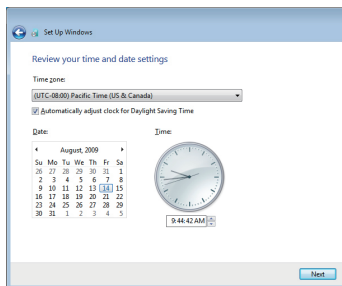 Set Up Windows
Review your time and date settings
Time zone:
(UTC-08:00) Pacific Time (US & Canada)
Automatically adjust clock for Daylight Saving Time
Date:
Time:
August, 2009
Su Mo Tu We Th Fr Sa
26 27 28 29 30 31 1
2 3 4 5 6 7 8
9 10 11 12 13 14 15
16 17 18 19 20 21 22
23 24 25 26 27 28 29
30 31 1 2 3 4 5
9:44:42 AM
Next